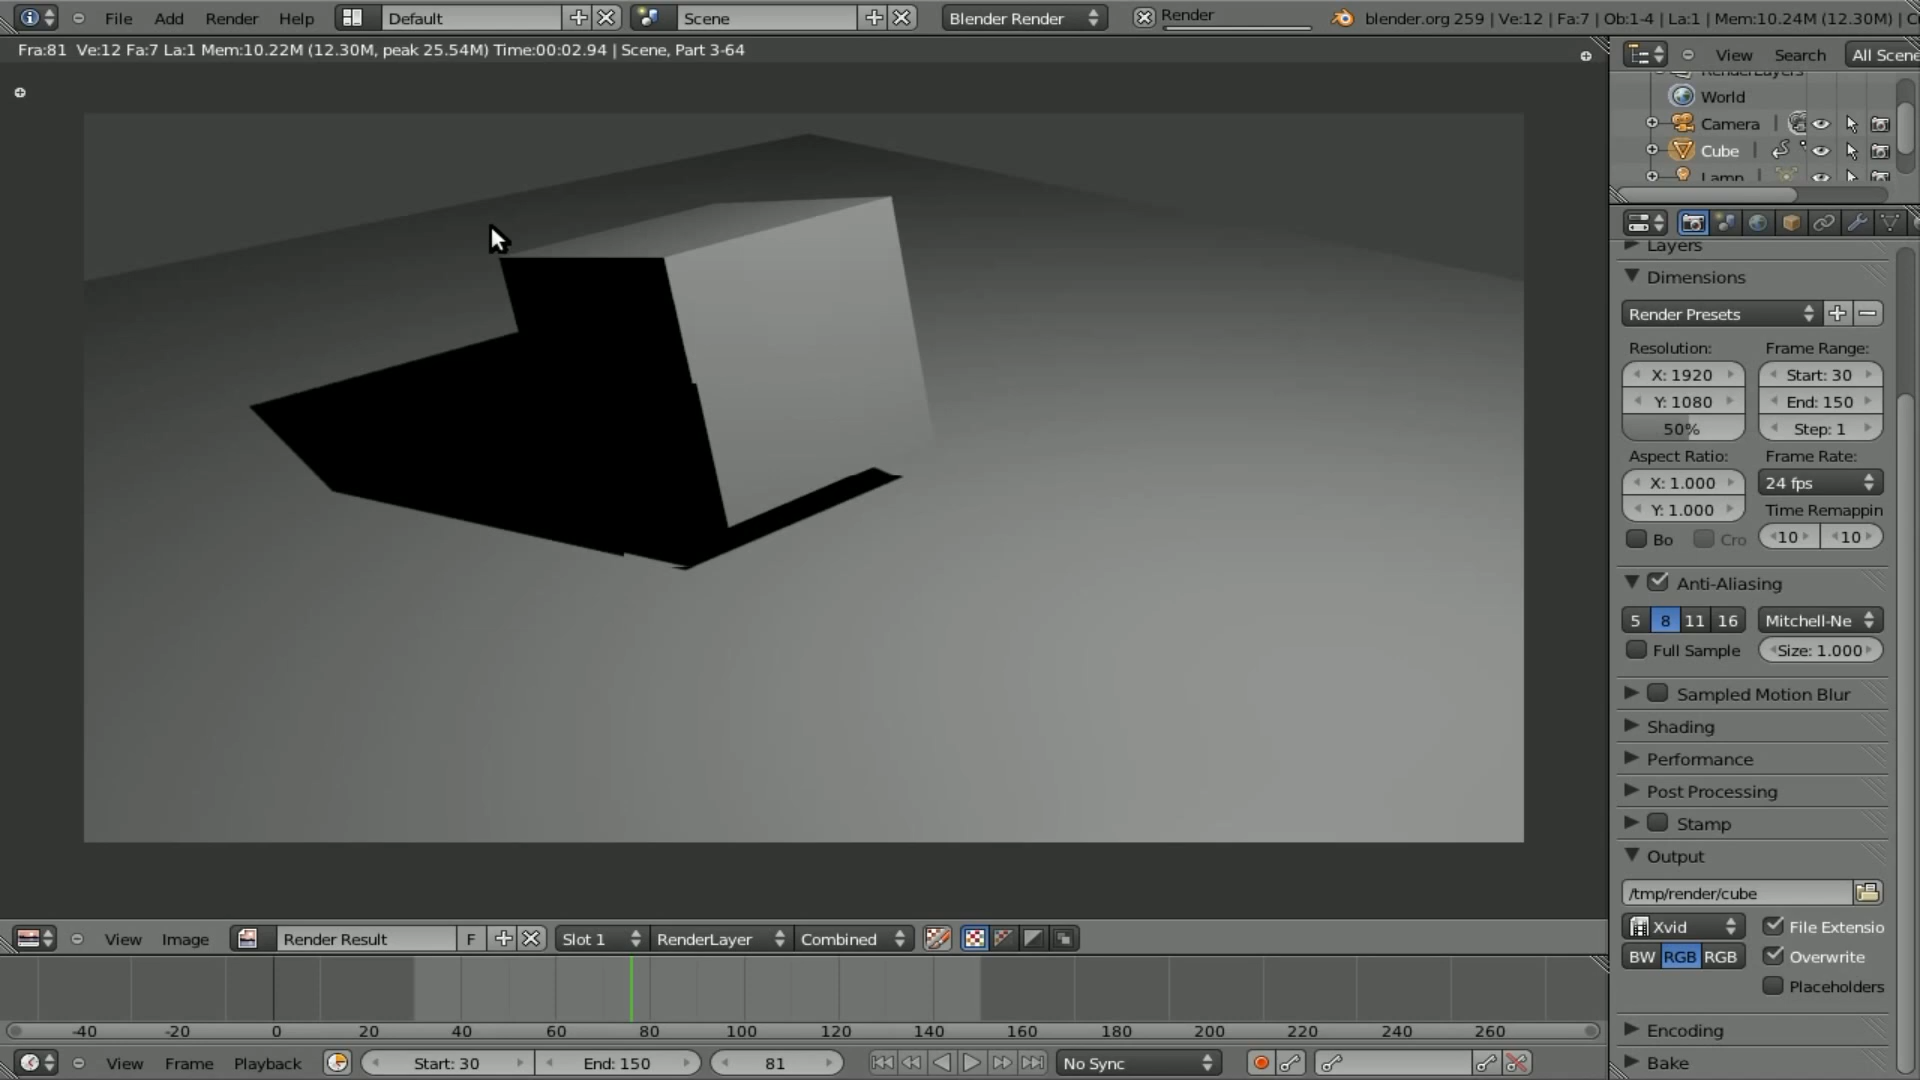 File Add Render Help Default Scene Blender Render Render blender.org 259 | Ve:12 | Fa:7 | Ob:1-4 | La:1 | Mem:10.24M (12.30M) | C
Fra:81 Ve:12 Fa:7 La:1 Mem:10.22M (12.30M, peak 25.54M) Time:00:02.94 | Scene, Part 3-64
View Search All Scene
RenderLayers
World
Camera
Cube
Lamp
Layers
Dimensions
Render Presets
Resolution: Frame Range:
X: 1920 Start: 30
Y: 1080 End: 150
50% Step: 1
Aspect Ratio: Frame Rate:
X: 1.000 24 fps
Y: 1.000 Time Remappin
Bo Cro 10 10
Anti-Aliasing
5 8 11 16 Mitchell-Ne
Full Sample Size: 1.000
Sampled Motion Blur
Shading
Performance
Post Processing
Stamp
Output
/tmp/render/cube
Xvid File Extensio
BW RGB RGB Overwrite
Placeholders
Encoding
Bake
View Image Render Result F Slot 1 RenderLayer Combined
-40 -20 0 20 40 60 80 100 120 140 160 180 200 220 240 260
View Frame Playback Start: 30 End: 150 81 No Sync